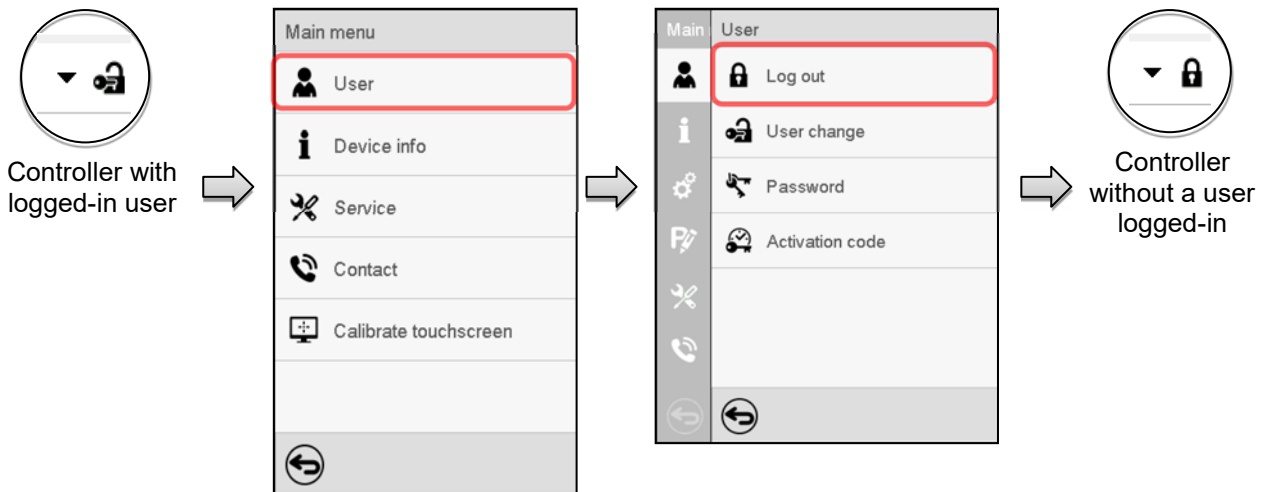 Controller with
logged-in user
Main menu
User
Device info
Service
Contact
Calibrate touchscreen
Main
User
Log out
User change
Password
Activation code
Controller
without a user
logged-in